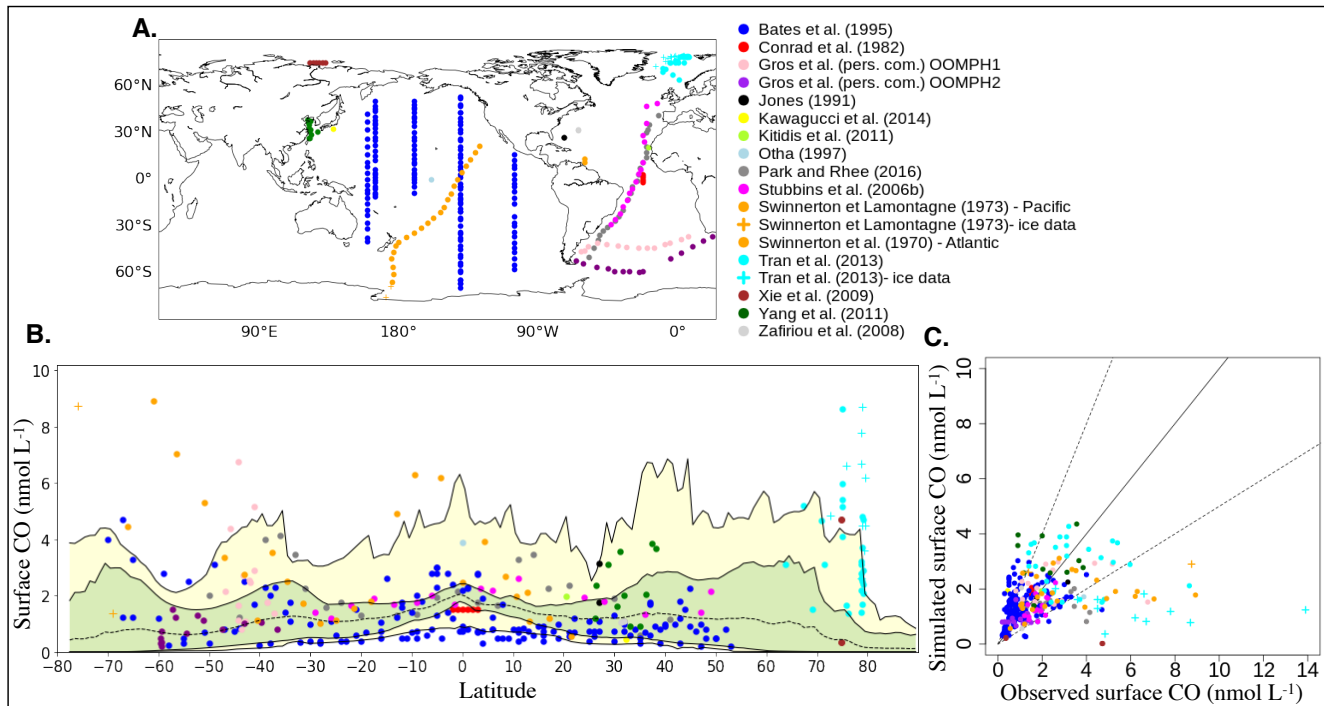 A.
60°N
30°N
0°
30°S
60°S
90°E
180°
90°W
0°
Bates et al. (1995)
Conrad et al. (1982)
Gros et al. (pers. com.) OOMPH1
Gros et al. (pers. com.) OOMPH2
Jones (1991)
Kawagucci et al. (2014)
Kitidis et al. (2011)
Otha (1997)
Park and Rhee (2016)
Stubbins et al. (2006b)
Swinnerton et Lamontagne (1973) - Pacific
Swinnerton et Lamontagne (1973)- ice data
Swinnerton et al. (1970) - Atlantic
Tran et al. (2013)
Tran et al. (2013)- ice data
Xie et al. (2009)
Yang et al. (2011)
Zafiriou et al. (2008)
B.
Surface CO (nmol L-1)
10
8
6
4
2
0
-80 -70 -60 -50 -40 -30 -20 -10 0 10 20 30 40 50 60 70 80
Latitude
C.
Simulated surface CO (nmol L-1)
10
8
6
4
2
0
0 2 4 6 8 10 12 14
Observed surface CO (nmol L-1)